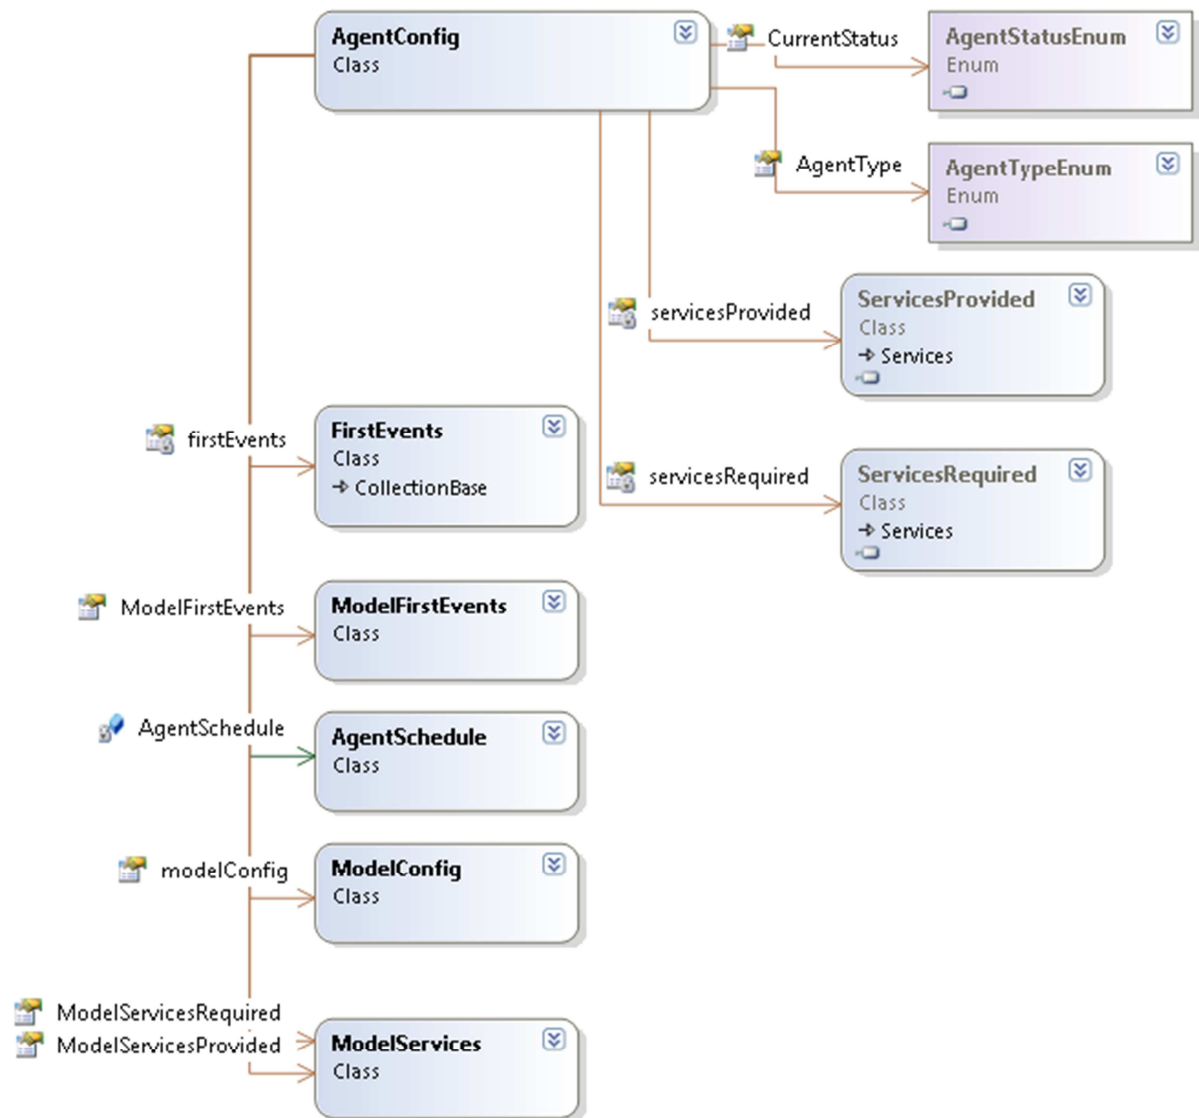 AgentConfig
Class
CurrentStatus
AgentStatusEnum
Enum
AgentType
AgentTypeEnum
Enum
servicesProvided
ServicesProvided
Class
Services
firstEvents
FirstEvents
Class
CollectionBase
servicesRequired
ServicesRequired
Class
Services
ModelFirstEvents
ModelFirstEvents
Class
AgentSchedule
AgentSchedule
Class
modelConfig
ModelConfig
Class
ModelServicesRequired
ModelServicesProvided
ModelServices
Class